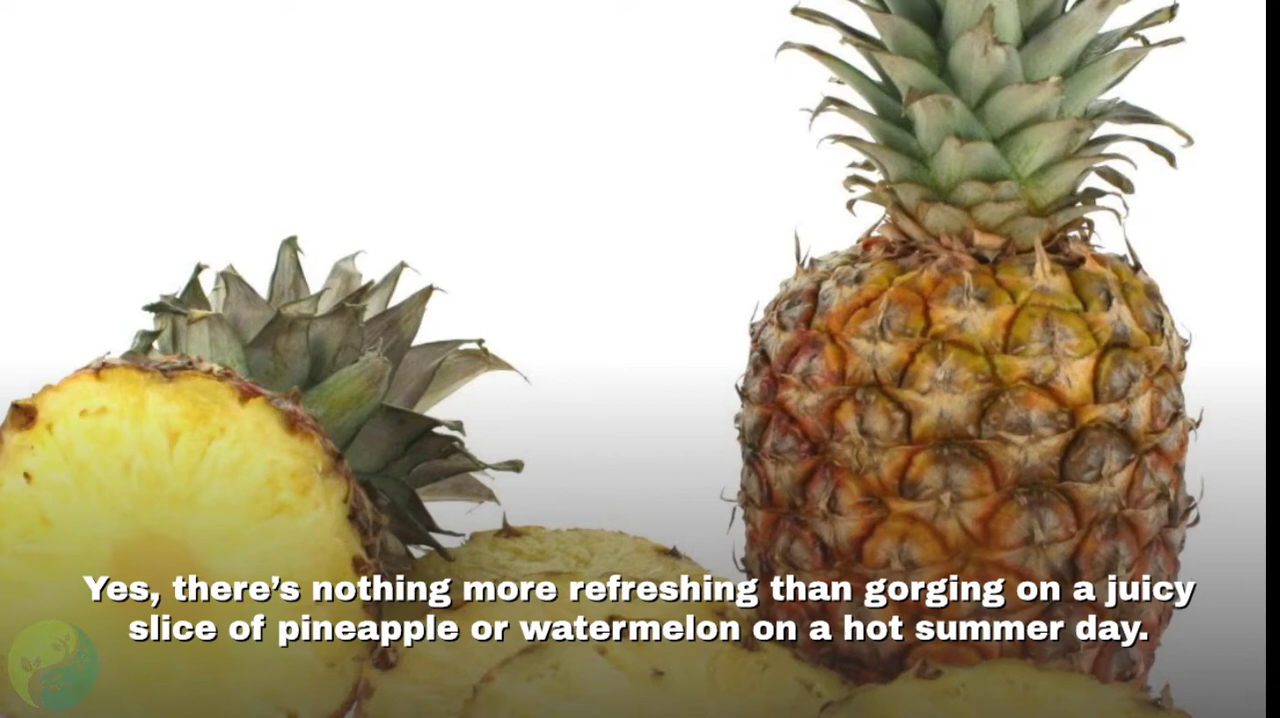 Yes, there’s nothing more refreshing than gorging on a juicy
slice of pineapple or watermelon on a hot summer day.